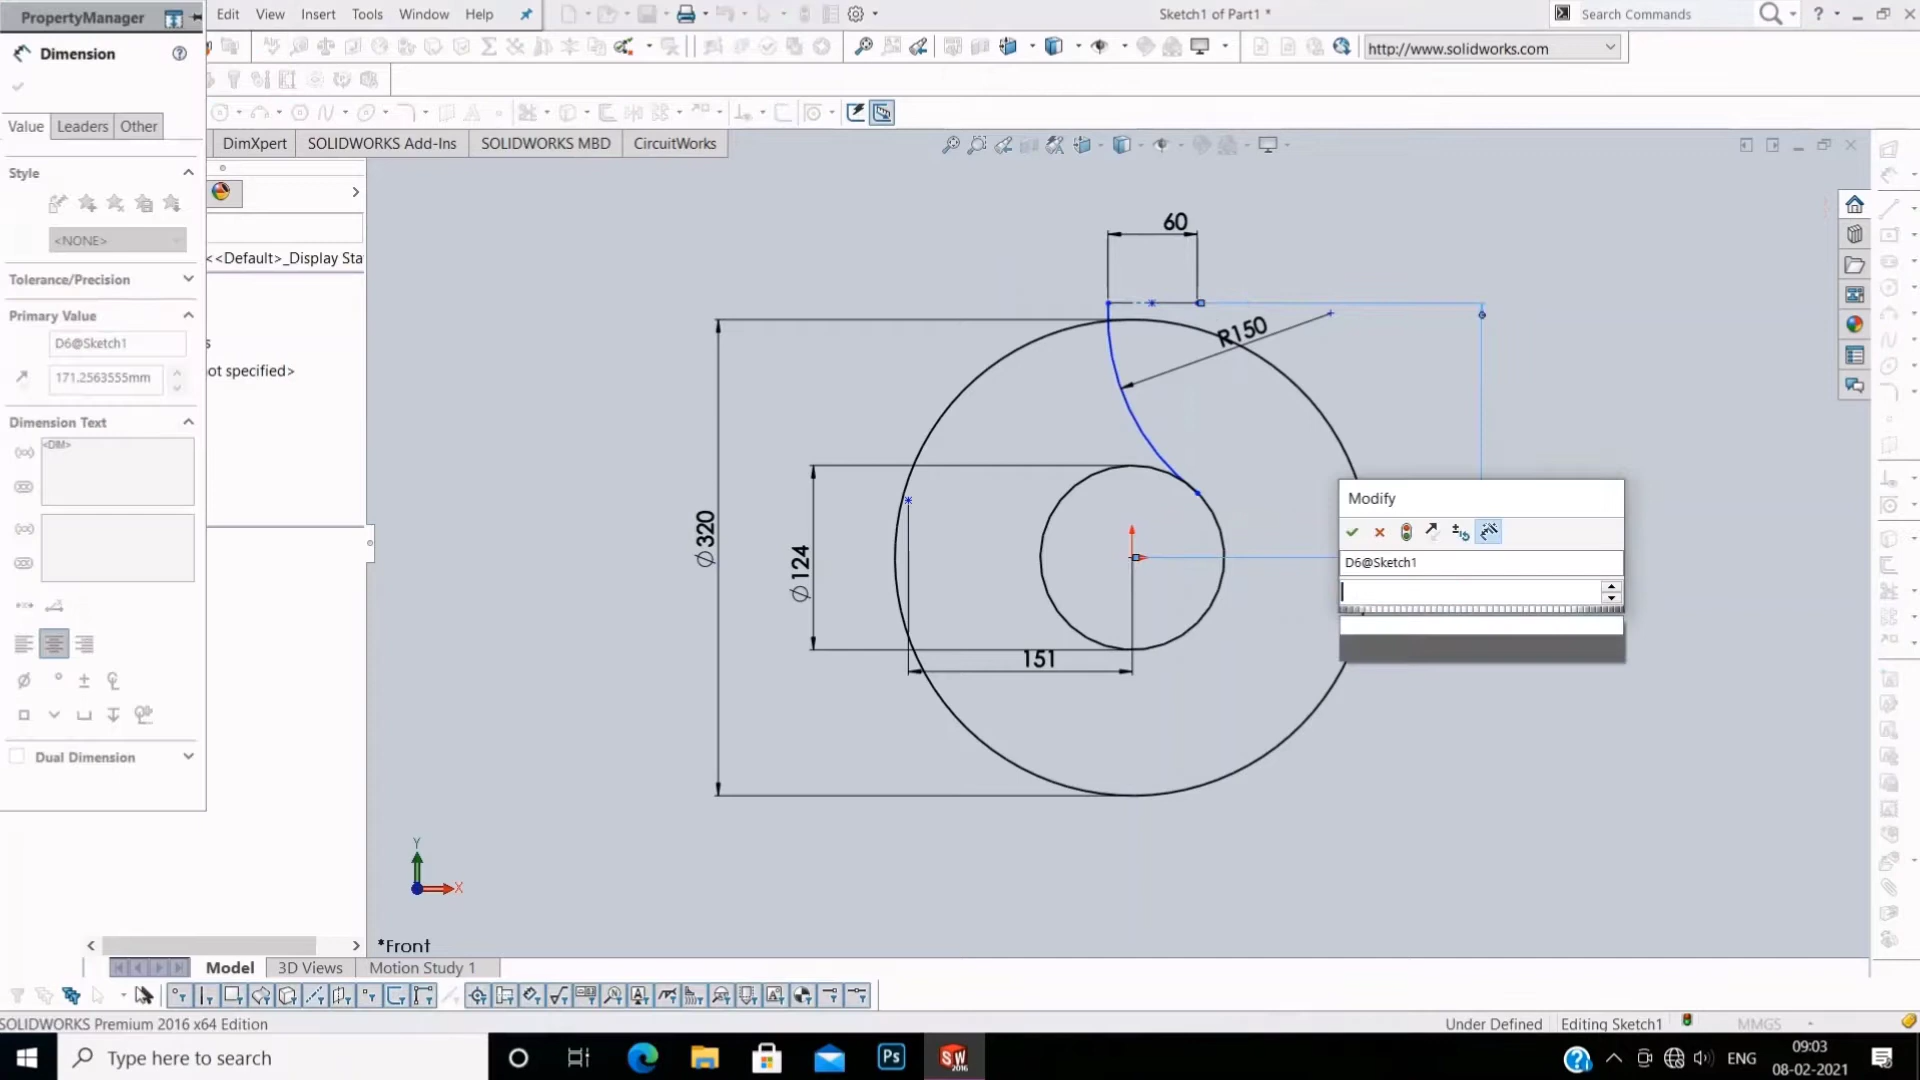 PropertyManager
Edit View Insert Tools Window Help
Sketch1 of Part1 *
Search Commands
?
Dimension
http://www.solidworks.com
Value Leaders Other
DimXpert SOLIDWORKS Add-Ins SOLIDWORKS MBD CircuitWorks
Style
<NONE>
<<Default>_Display Sta
Tolerance/Precision
Primary Value
D6@Sketch1
s
171.2563555mm
ot specified>
Dimension Text
<DIM>
60
R150
∅320
∅124
151
Modify
D6@Sketch1
Dual Dimension
Y
X
*Front
Model 3D Views Motion Study 1
SOLIDWORKS Premium 2016 x64 Edition
Under Defined Editing Sketch1 MMGS
Type here to search
Ps
SW
2016
ENG
09:03
08-02-2021